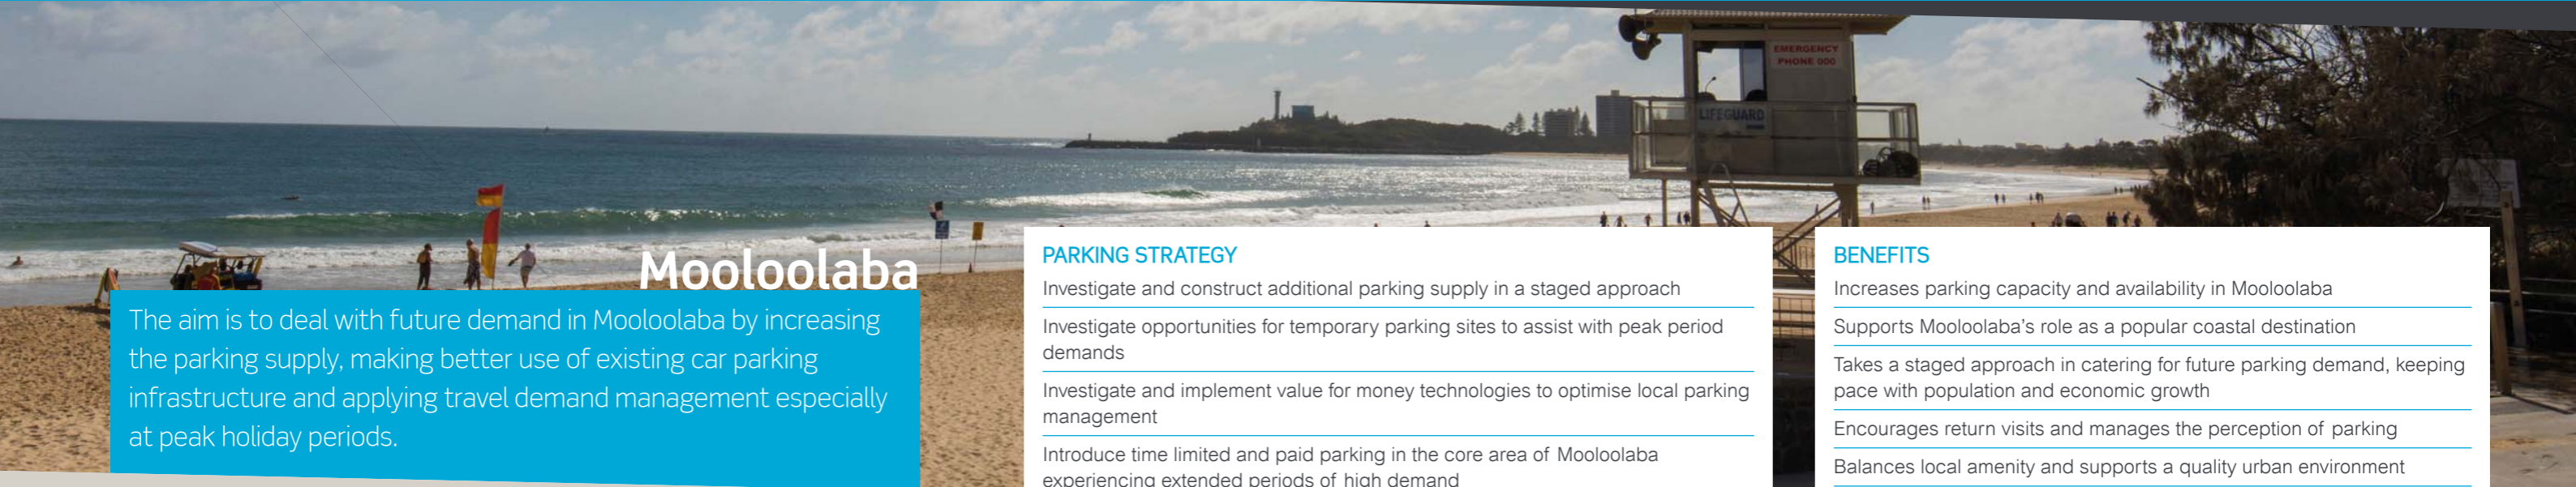 EMERGENCY
PHONE 000
LIFEGUARD
Mooloolaba
The aim is to deal with future demand in Mooloolaba by increasing
the parking supply, making better use of existing car parking
infrastructure and applying travel demand management especially
at peak holiday periods.
PARKING STRATEGY
Investigate and construct additional parking supply in a staged approach
Investigate opportunities for temporary parking sites to assist with peak period
demands
Investigate and implement value for money technologies to optimise local parking
management
Introduce time limited and paid parking in the core area of Mooloolaba
experiencing extended periods of high demand
BENEFITS
Increases parking capacity and availability in Mooloolaba
Supports Mooloolaba's role as a popular coastal destination
Takes a staged approach in catering for future parking demand, keeping
pace with population and economic growth
Encourages return visits and manages the perception of parking
Balances local amenity and supports a quality urban environment